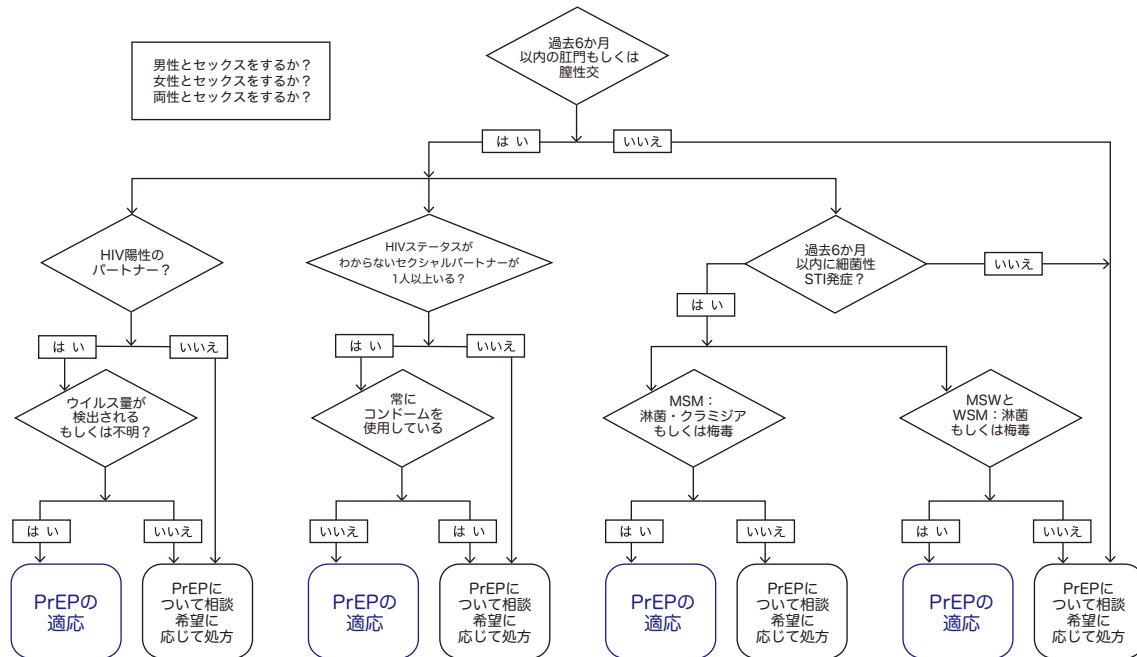 過去6か月
以内の肛門もしくは
膣性交
男性とセックスをするか？
女性とセックスをするか？
両性とセックスをするか？
は い
いいえ
HIV陽性の
パートナー？
HIVステータスが
わからないセクシャルパートナーが
1人以上いる？
過去6か月
以内に細菌性
STI発症？
いいえ
は い
は い
いいえ
は い
いいえ
ウイルス量が
検出される
もしくは不明？
常に
コンドームを
使用している
MSM：
淋菌・クラミジア
もしくは梅毒
MSWと
WSM：淋菌
もしくは梅毒
は い
いいえ
いいえ
は い
は い
いいえ
は い
いいえ
PrEPの
適応
PrEPに
ついて相談
希望に
応じて処方
PrEPの
適応
PrEPに
ついて相談
希望に
応じて処方
PrEPの
適応
PrEPに
ついて相談
希望に
応じて処方
PrEPの
適応
PrEPに
ついて相談
希望に
応じて処方